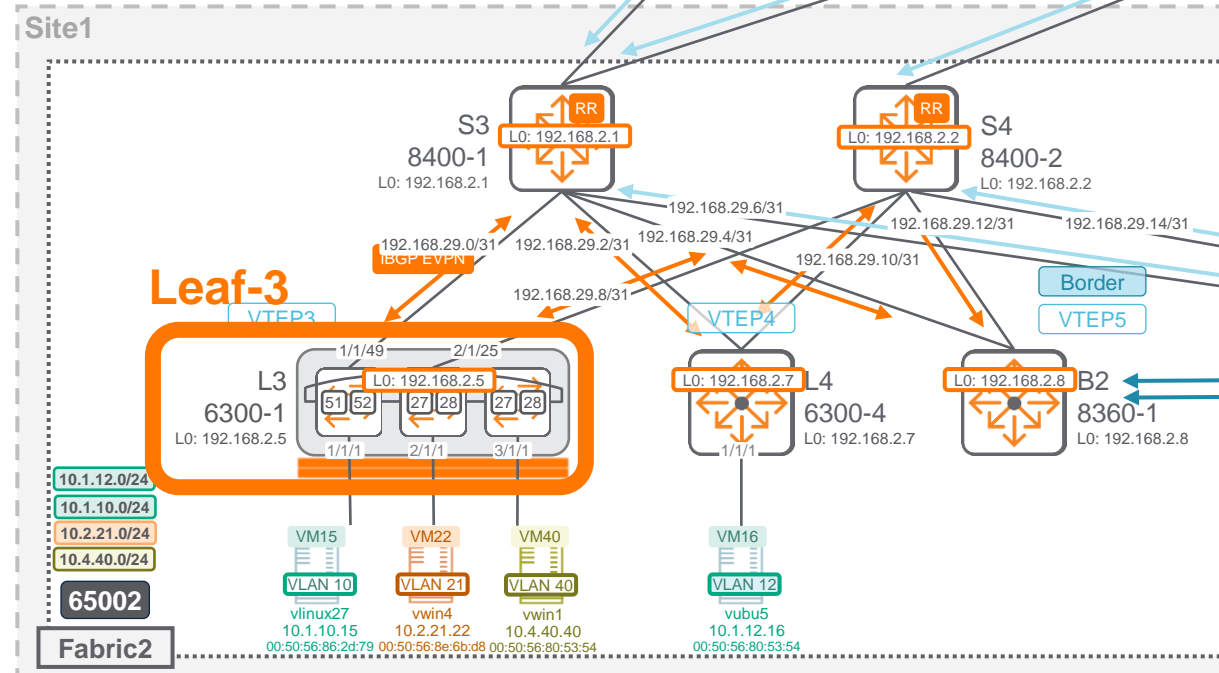 Site1
RR
RR
S3
8400-1
L0: 192.168.2.1
L0: 192.168.2.1
L0: 192.168.2.2
S4
8400-2
L0: 192.168.2.2
192.168.29.6/31
192.168.29.12/31
192.168.29.14/31
192.168.29.0/31
192.168.29.2/31
192.168.29.4/31
IBGP EVPN
192.168.29.10/31
192.168.29.8/31
Leaf-3
VTEP3
VTEP4
Border
VTEP5
1/1/49
2/1/25
L3
6300-1
L0: 192.168.2.5
L0: 192.168.2.5
51
52
27
28
27
28
1/1/1
2/1/1
3/1/1
L0: 192.168.2.7
L4
6300-4
L0: 192.168.2.7
1/1/1
L0: 192.168.2.8
B2
8360-1
L0: 192.168.2.8
10.1.12.0/24
10.1.10.0/24
10.2.21.0/24
10.4.40.0/24
65002
Fabric2
VM15
VLAN 10
vlinux27
10.1.10.15
00:50:56:86:2d:79
VM22
VLAN 21
vwin4
10.2.21.22
00:50:56:8e:6b:d8
VM40
VLAN 40
vwin1
10.4.40.40
00:50:56:80:53:54
VM16
VLAN 12
vubu5
10.1.12.16
00:50:56:80:53:54